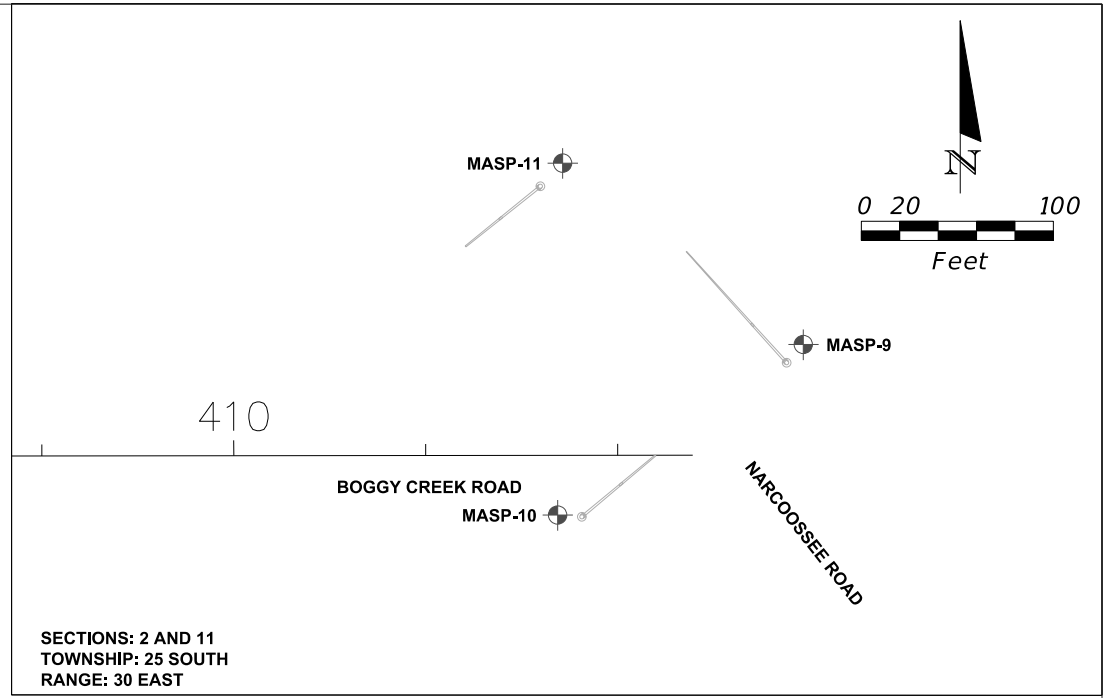 MASP-11
N
0 20 100
Feet
MASP-9
410
BOGGY CREEK ROAD
MASP-10
NARCOOSSEE ROAD
SECTIONS: 2 AND 11
TOWNSHIP: 25 SOUTH
RANGE: 30 EAST